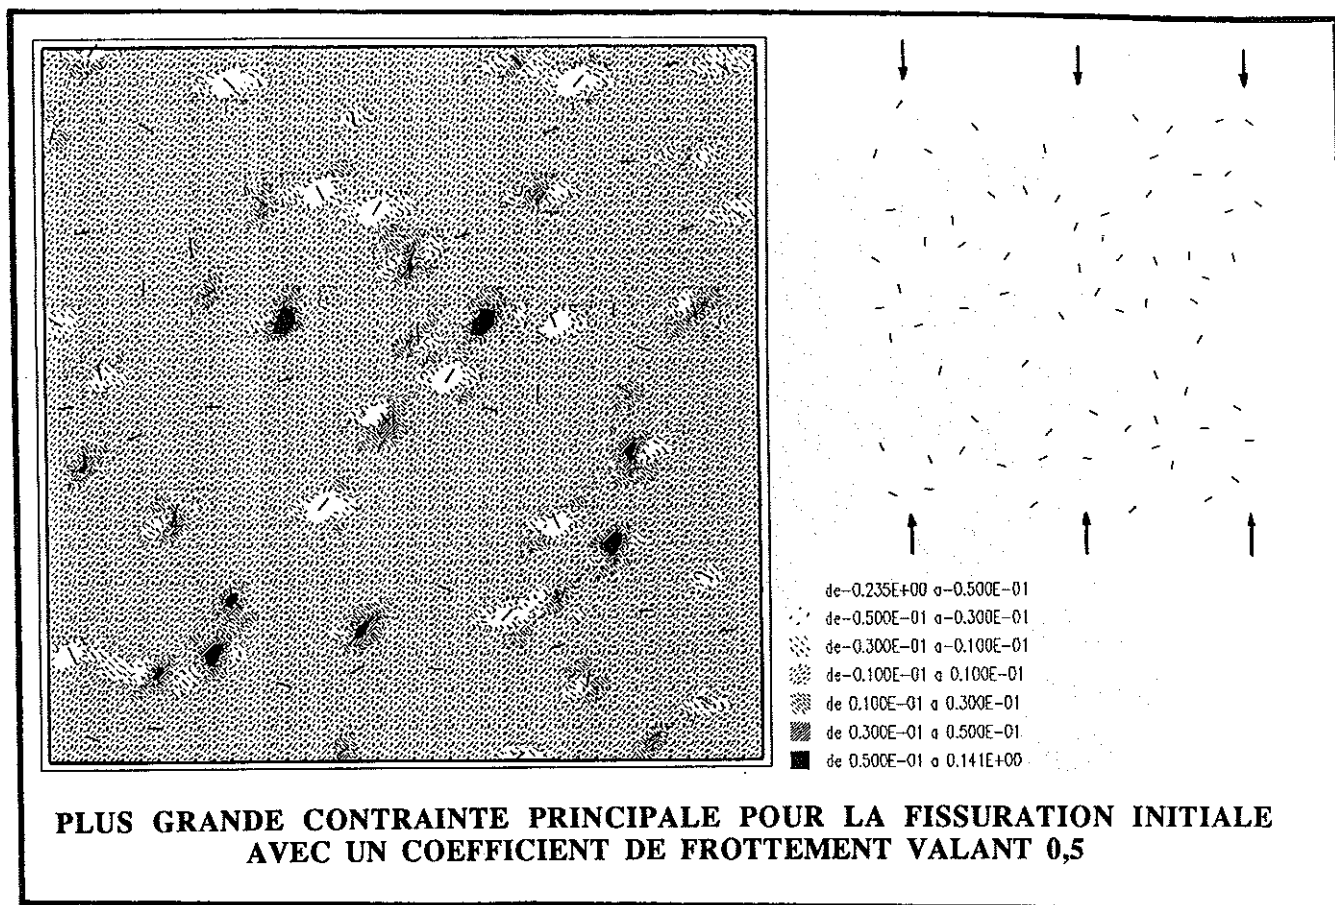 de-0.235E+00 a-0.500E-01
de-0.500E-01 a-0.300E-01
de-0.300E-01 a-0.100E-01
de-0.100E-01 a 0.100E-01
de 0.100E-01 a 0.300E-01
de 0.300E-01 a 0.500E-01
de 0.500E-01 a 0.141E+00
PLUS GRANDE CONTRAINTE PRINCIPALE POUR LA FISSURATION INITIALE
AVEC UN COEFFICIENT DE FROTTEMENT VALANT 0,5